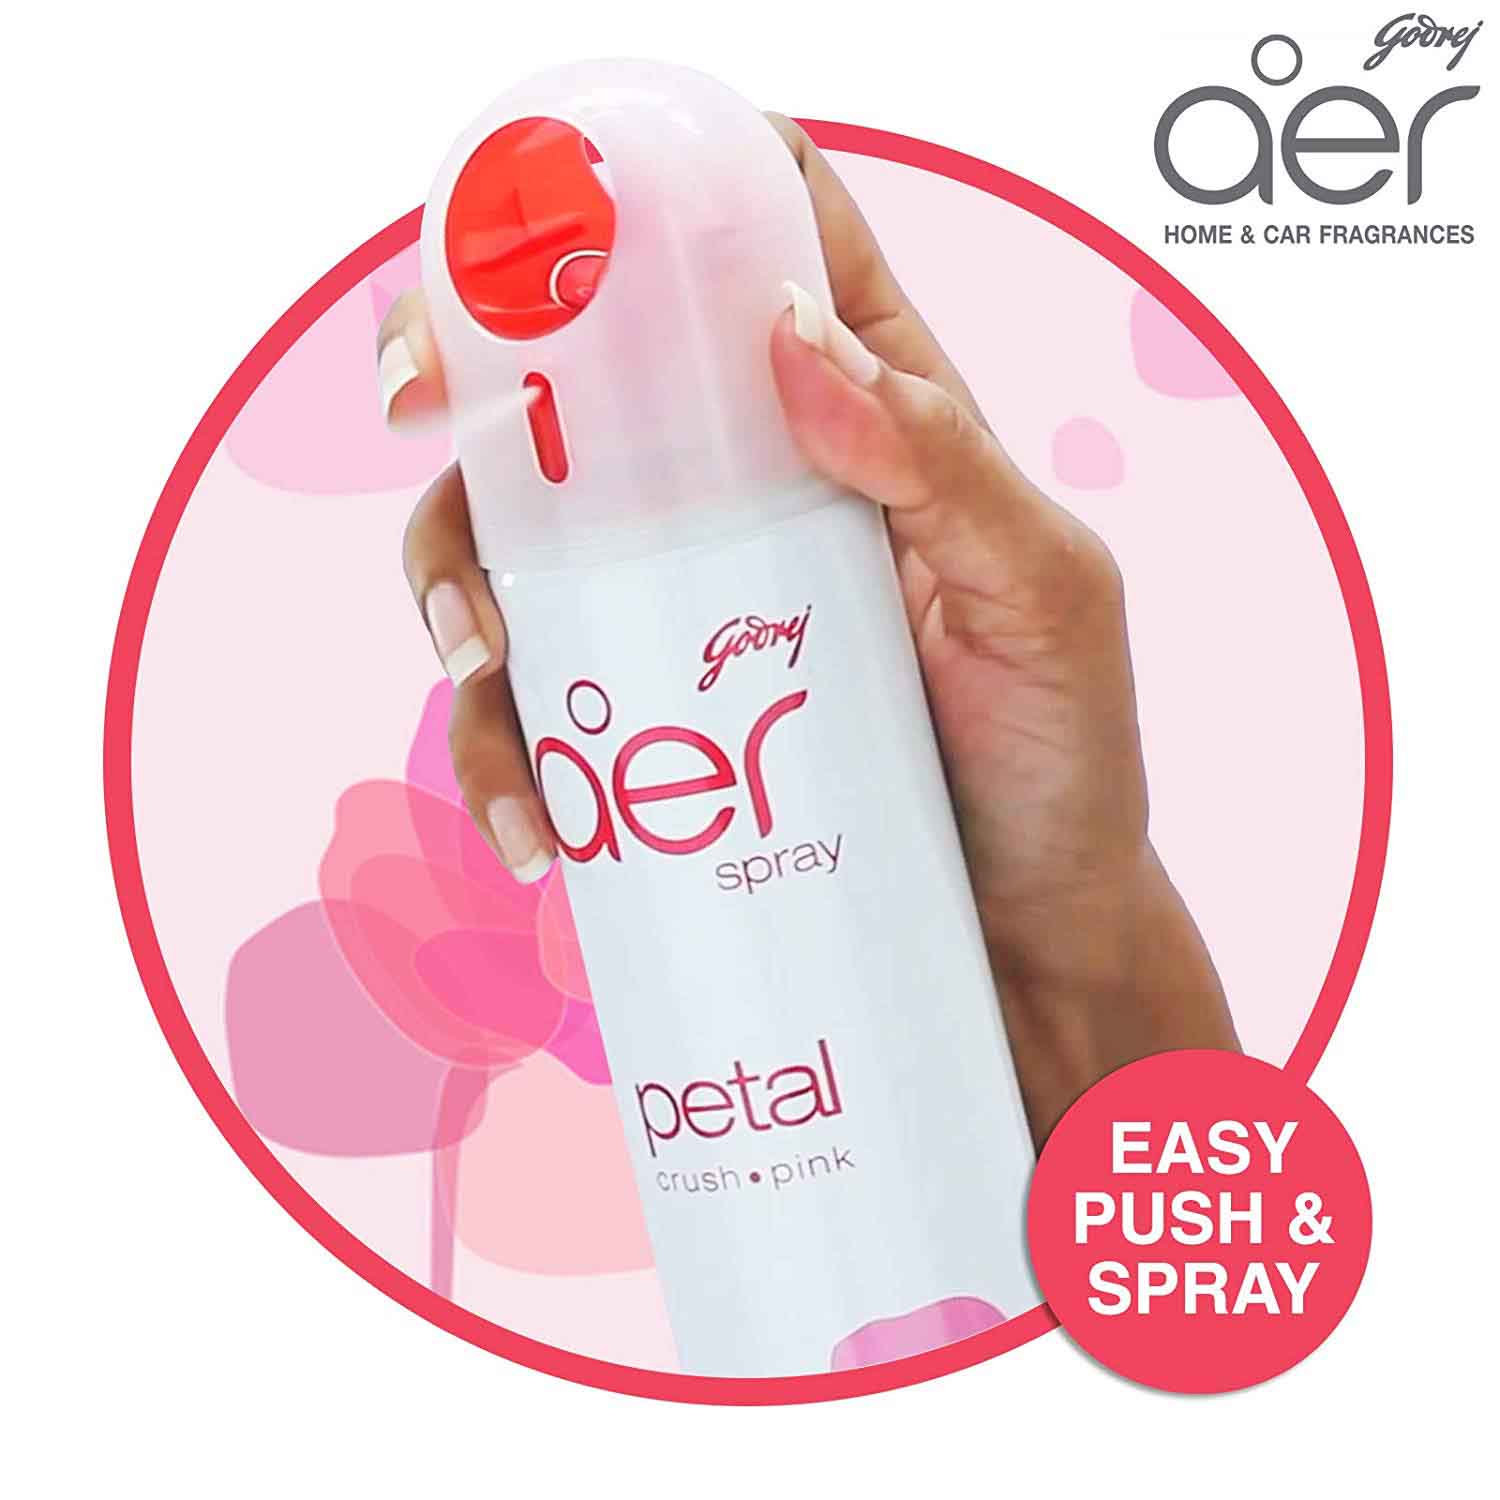 Godrej
aer
HOME & CAR FRAGRANCES
Godrej
aer
spray
petal
crush • pink
EASY
PUSH &
SPRAY